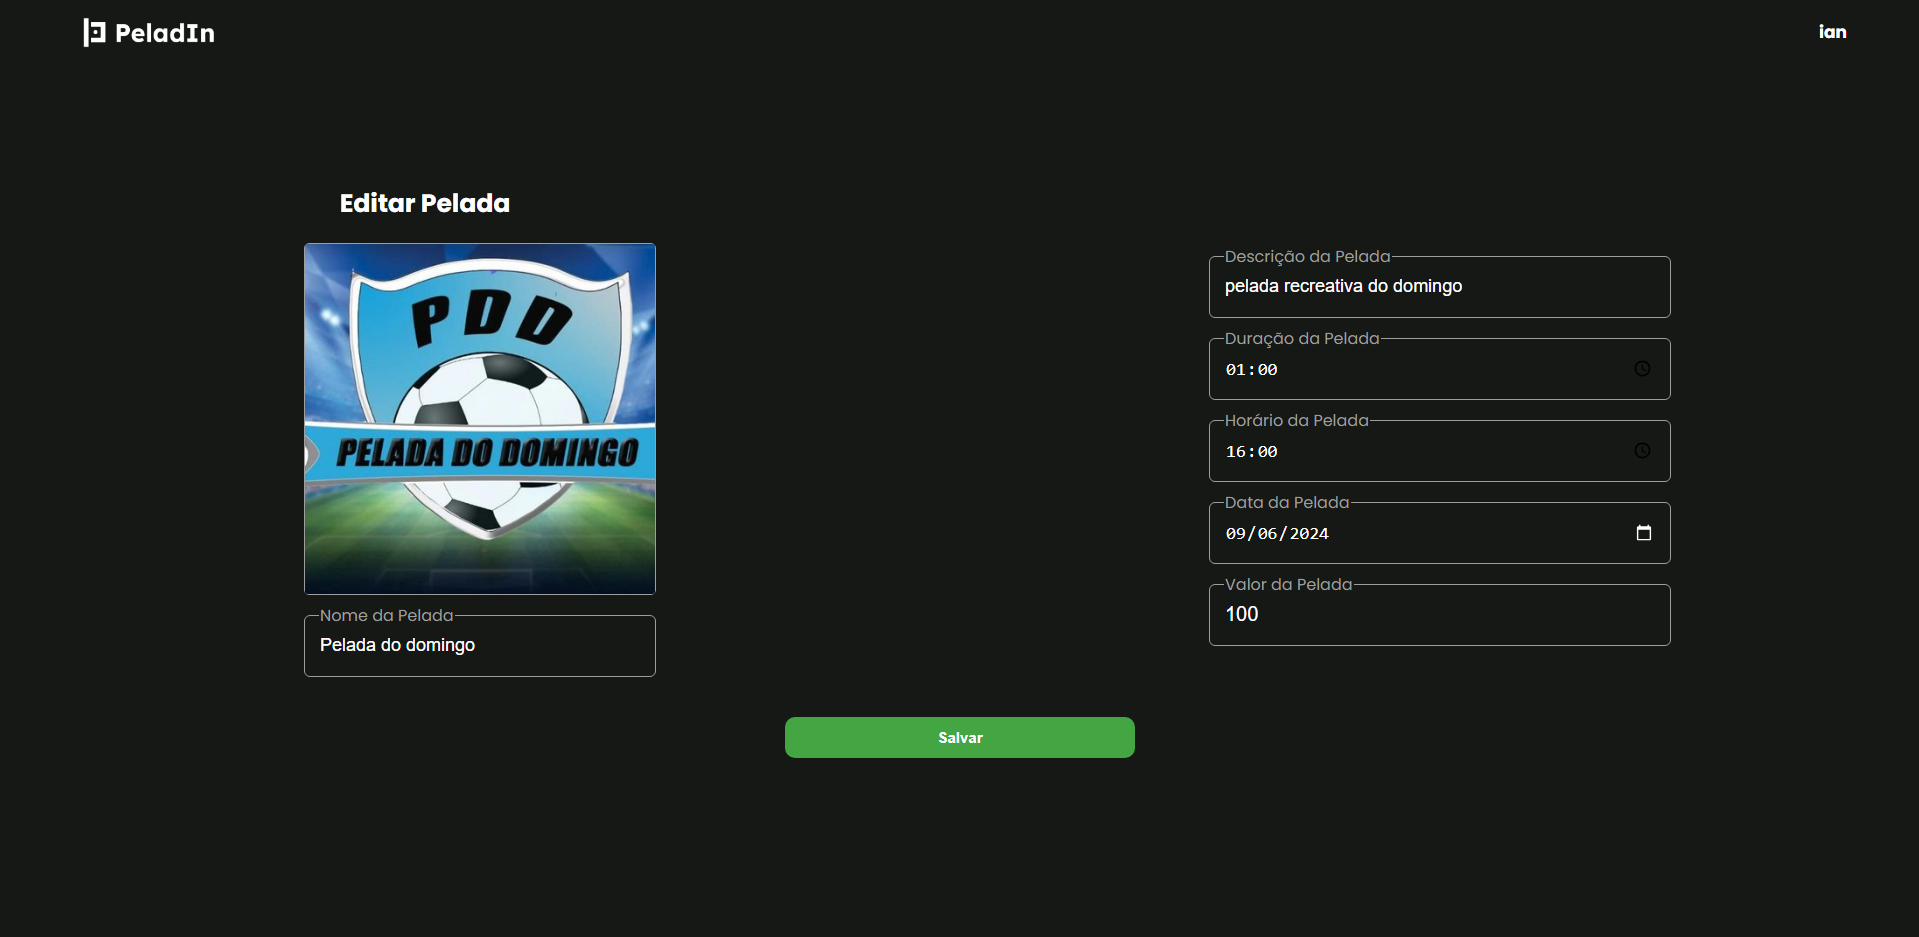 PeladIn
ian
Editar Pelada
PDD
PELADA DO DOMINGO
Nome da Pelada
Pelada do domingo
Descrição da Pelada
pelada recreativa do domingo
Duração da Pelada
01:00
Horário da Pelada
16:00
Data da Pelada
09/06/2024
Valor da Pelada
100
Salvar